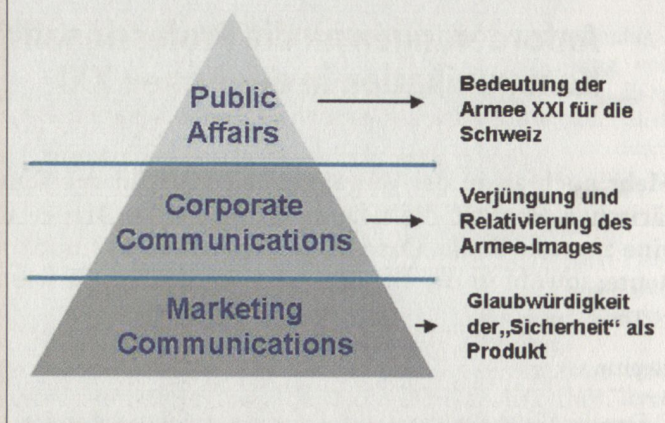 Public
Affairs
Bedeutung der
Armee XXI für die
Schweiz
Corporate
Communications
Verjüngung und
Relativierung des
Armee-Images
Marketing
Communications
Glaubwürdigkeit
der„Sicherheit“ als
Produkt